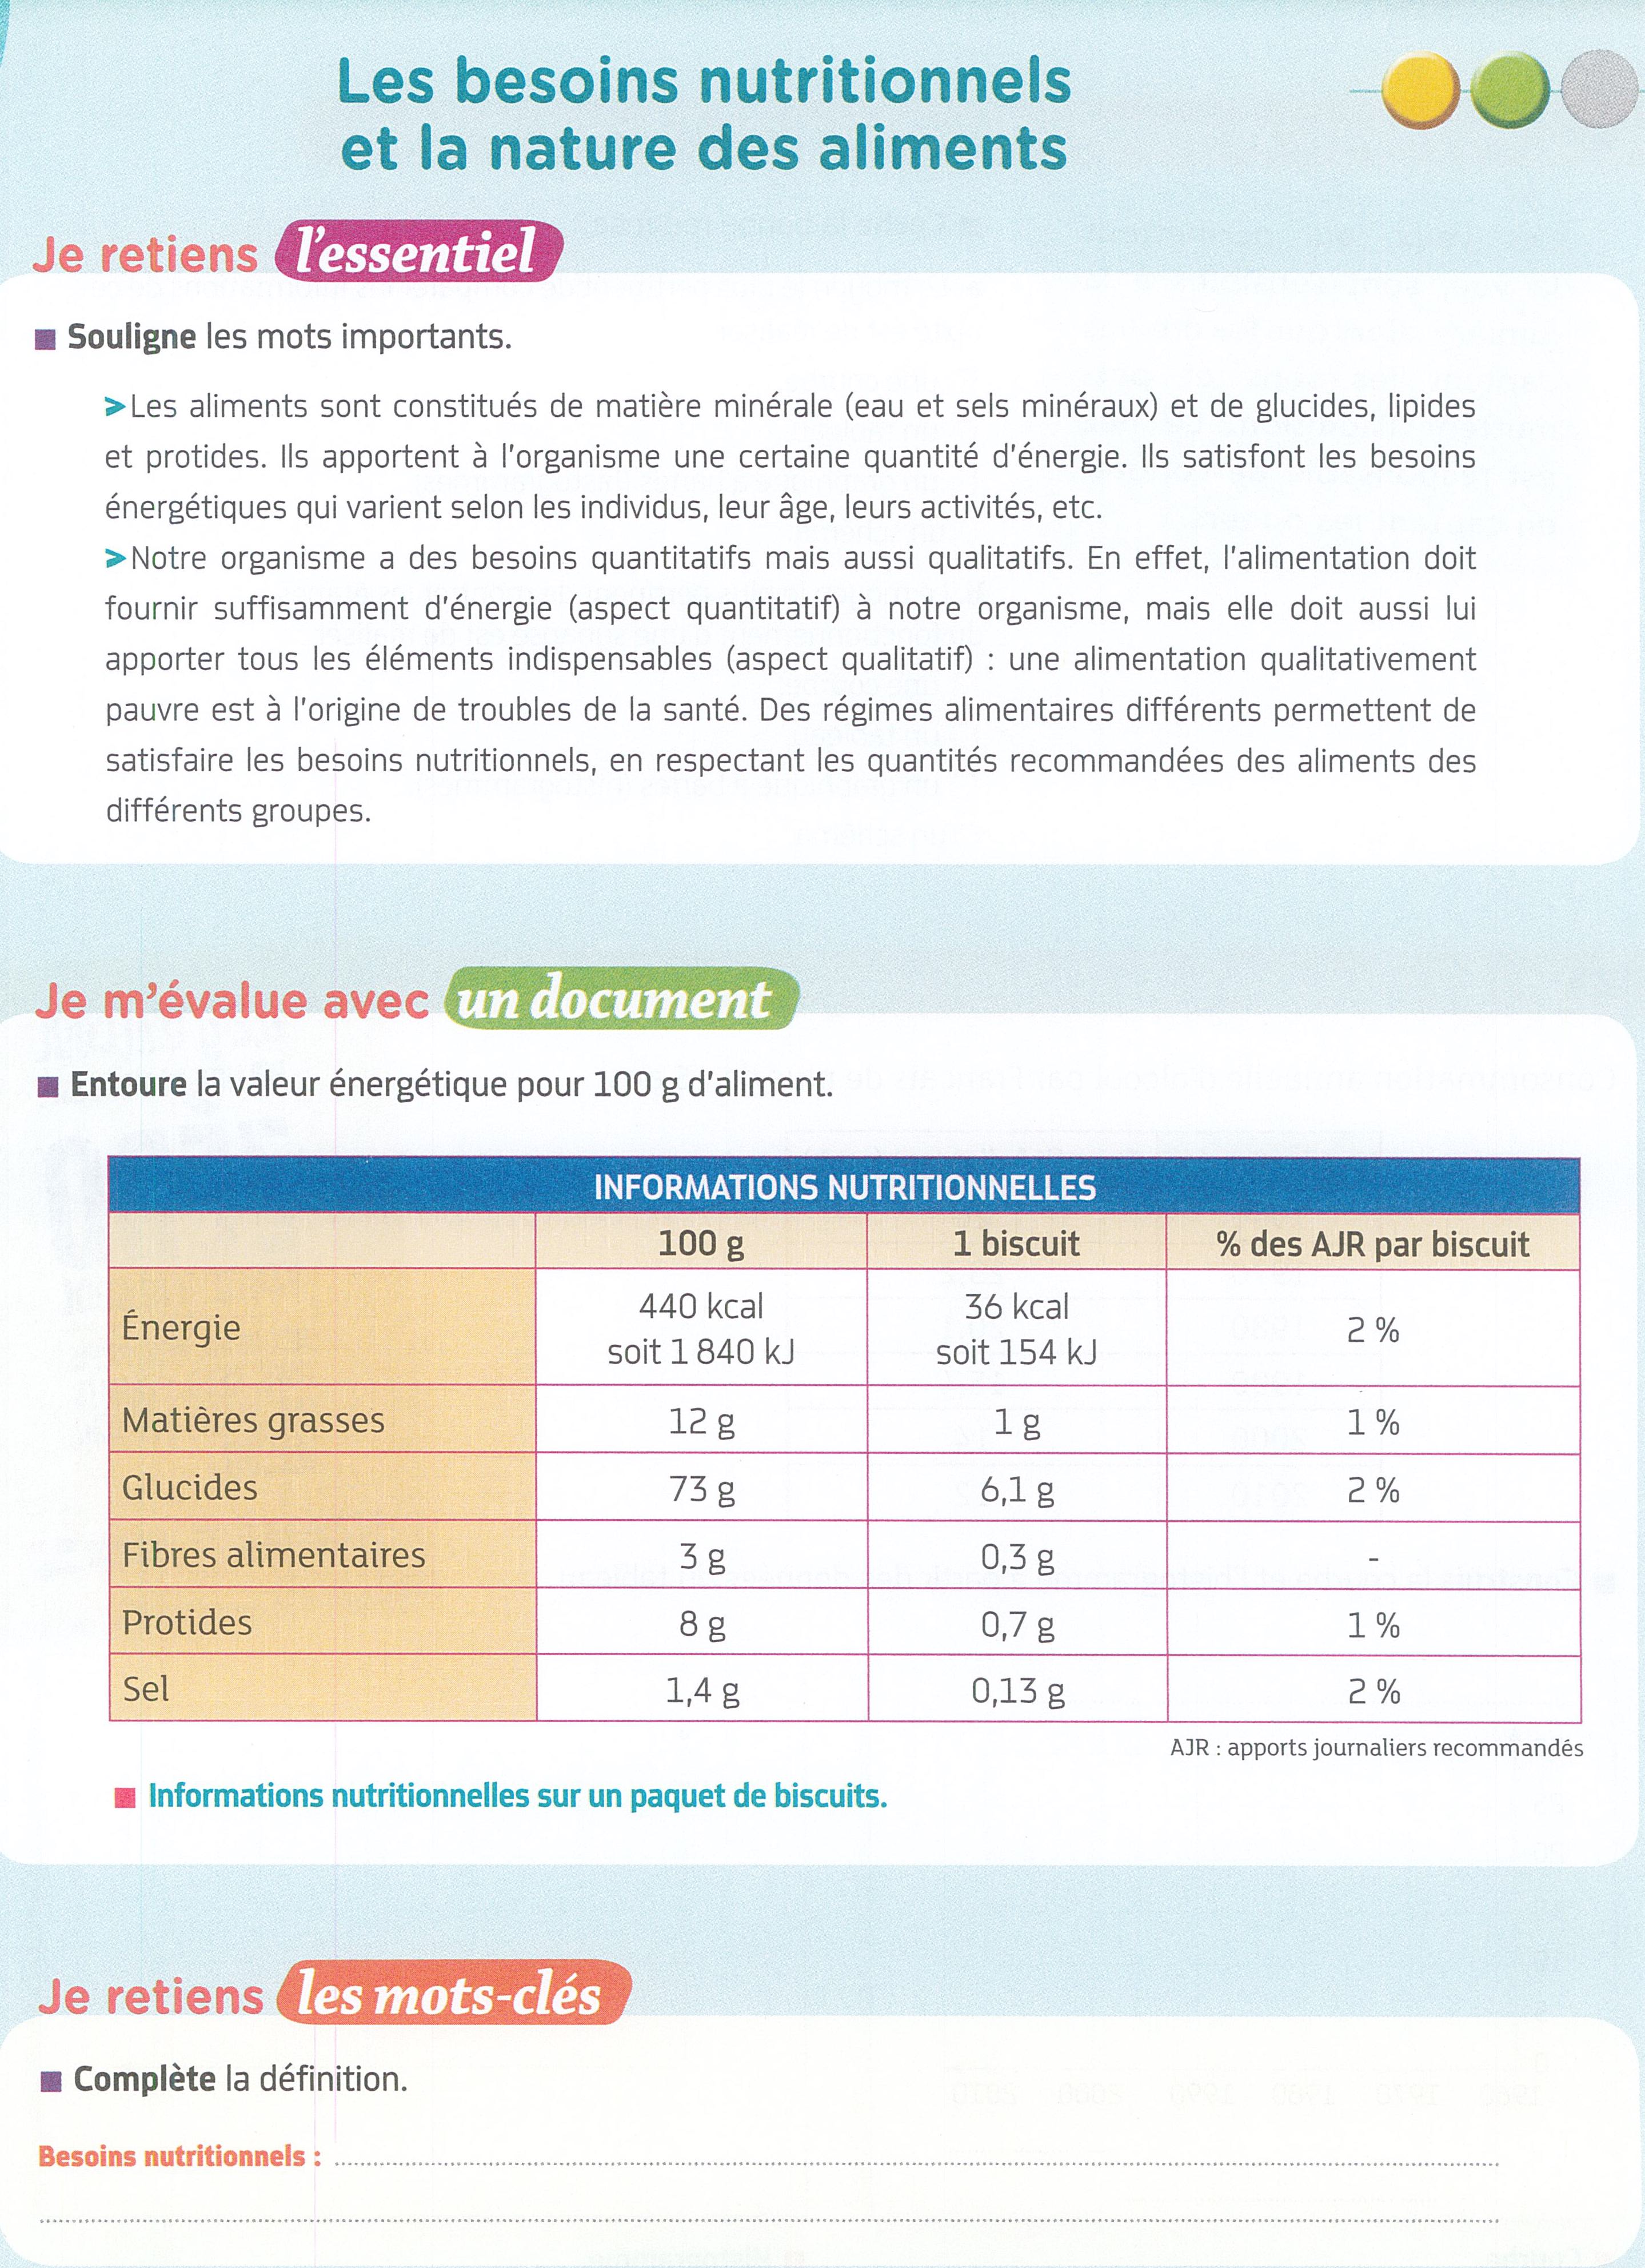 Les besoins nutritionnels
et la nature des aliments
Je retiens l'essentiel
Souligne les mots importants.
>Les aliments sont constitués de matière minérale (eau et sels minéraux) et de glucides, lipides
et protides. Ils apportent à l'organisme une certaine quantité d'énergie. Ils satisfont les besoins
énergétiques qui varient selon les individus, leur âge, leurs activités, etc.
>Notre organisme a des besoins quantitatifs mais aussi qualitatifs. En effet, l'alimentation doit
fournir suffisamment d'énergie (aspect quantitatif) à notre organisme, mais elle doit aussi lui
apporter tous les éléments indispensables (aspect qualitatif) : une alimentation qualitativement
pauvre est à l'origine de troubles de la santé. Des régimes alimentaires différents permettent de
satisfaire les besoins nutritionnels, en respectant les quantités recommandées des aliments des
différents groupes.
Je m'évalue avec un document
Entoure la valeur énergétique pour 100 g d'aliment.
INFORMATIONS NUTRITIONNELLES
100 g 1 biscuit % des AJR par biscuit
Énergie 440 kcal soit 1 840 kJ 36 kcal soit 154 kJ 2 %
Matières grasses 12 g 1 g 1 %
Glucides 73 g 6,1 g 2 %
Fibres alimentaires 3 g 0,3 g -
Protides 8 g 0,7 g 1 %
Sel 1,4 g 0,13 g 2 %
AJR : apports journaliers recommandés
Informations nutritionnelles sur un paquet de biscuits.
Je retiens les mots-clés
Complète la définition.
Besoins nutritionnels :